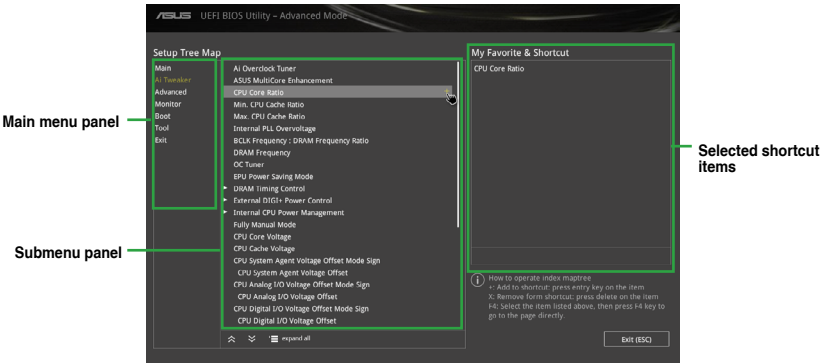 ASUS UEFI BIOS Utility – Advanced Mode
Setup Tree Map
Main
Ai Tweaker
Advanced
Monitor
Boot
Tool
Exit
Ai Overclock Tuner
ASUS MultiCore Enhancement
CPU Core Ratio
Min. CPU Cache Ratio
Max. CPU Cache Ratio
Internal PLL Overvoltage
BCLK Frequency : DRAM Frequency Ratio
DRAM Frequency
OC Tuner
EPU Power Saving Mode
DRAM Timing Control
External DIGI+ Power Control
Internal CPU Power Management
Fully Manual Mode
CPU Core Voltage
CPU Cache Voltage
CPU System Agent Voltage Offset Mode Sign
CPU System Agent Voltage Offset
CPU Analog I/O Voltage Offset Mode Sign
CPU Analog I/O Voltage Offset
CPU Digital I/O Voltage Offset Mode Sign
CPU Digital I/O Voltage Offset
expand all
My Favorite & Shortcut
CPU Core Ratio
How to operate index maptree
+: Add to shortcut: press entry key on the item
X: Remove form shortcut: press delete on the item
F4: Select the item listed above, then press F4 key to
go to the page directly.
Exit (ESC)
Main menu panel
Submenu panel
Selected shortcut
items